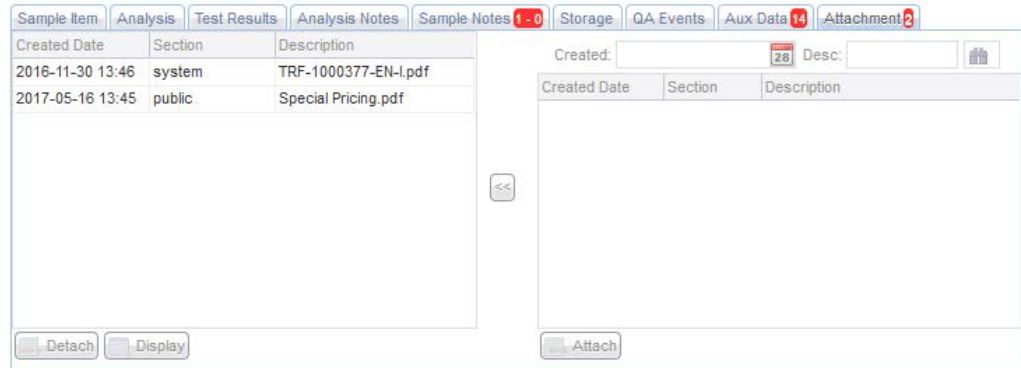 Sample Item Analysis Test Results Analysis Notes Sample Notes 1 - 0 Storage QA Events Aux Data 14 Attachment 2
Created Date Section Description
2016-11-30 13:46 system TRF-1000377-EN-I.pdf
2017-05-16 13:45 public Special Pricing.pdf
Created: 28 Desc:
Created Date Section Description
<<
Detach Display Attach